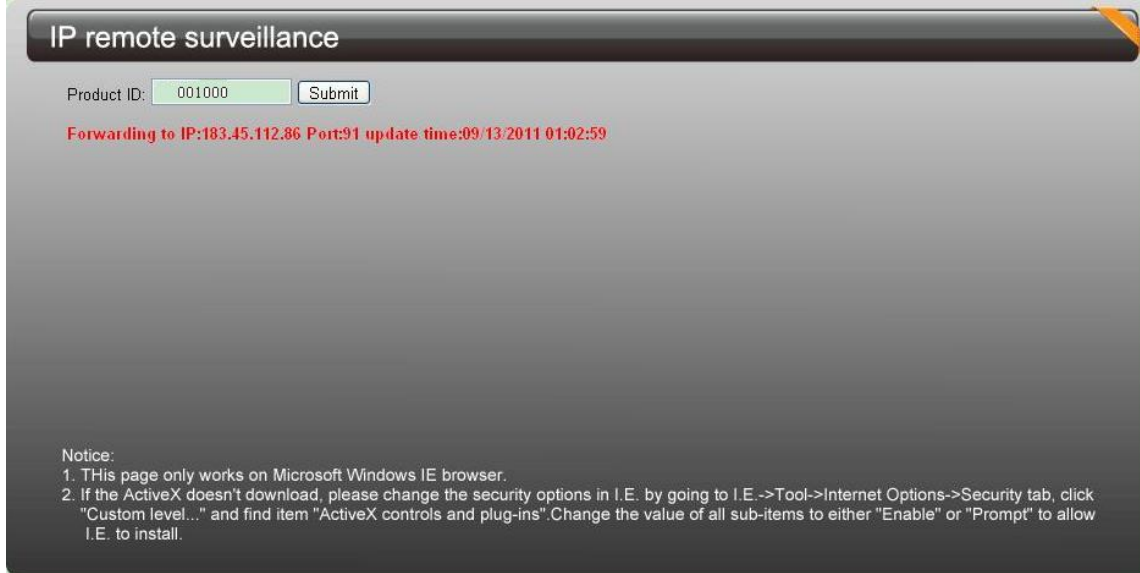 IP remote surveillance
Product ID: 001000 Submit
Forwarding to IP:183.45.112.86 Port:91 update time:09/13/2011 01:02:59
Notice:
1. THis page only works on Microsoft Windows IE browser.
2. If the ActiveX doesn't download, please change the security options in I.E. by going to I.E.->Tool->Internet Options->Security tab, click
"Custom level..." and find item "ActiveX controls and plug-ins".Change the value of all sub-items to either "Enable" or "Prompt" to allow
I.E. to install.